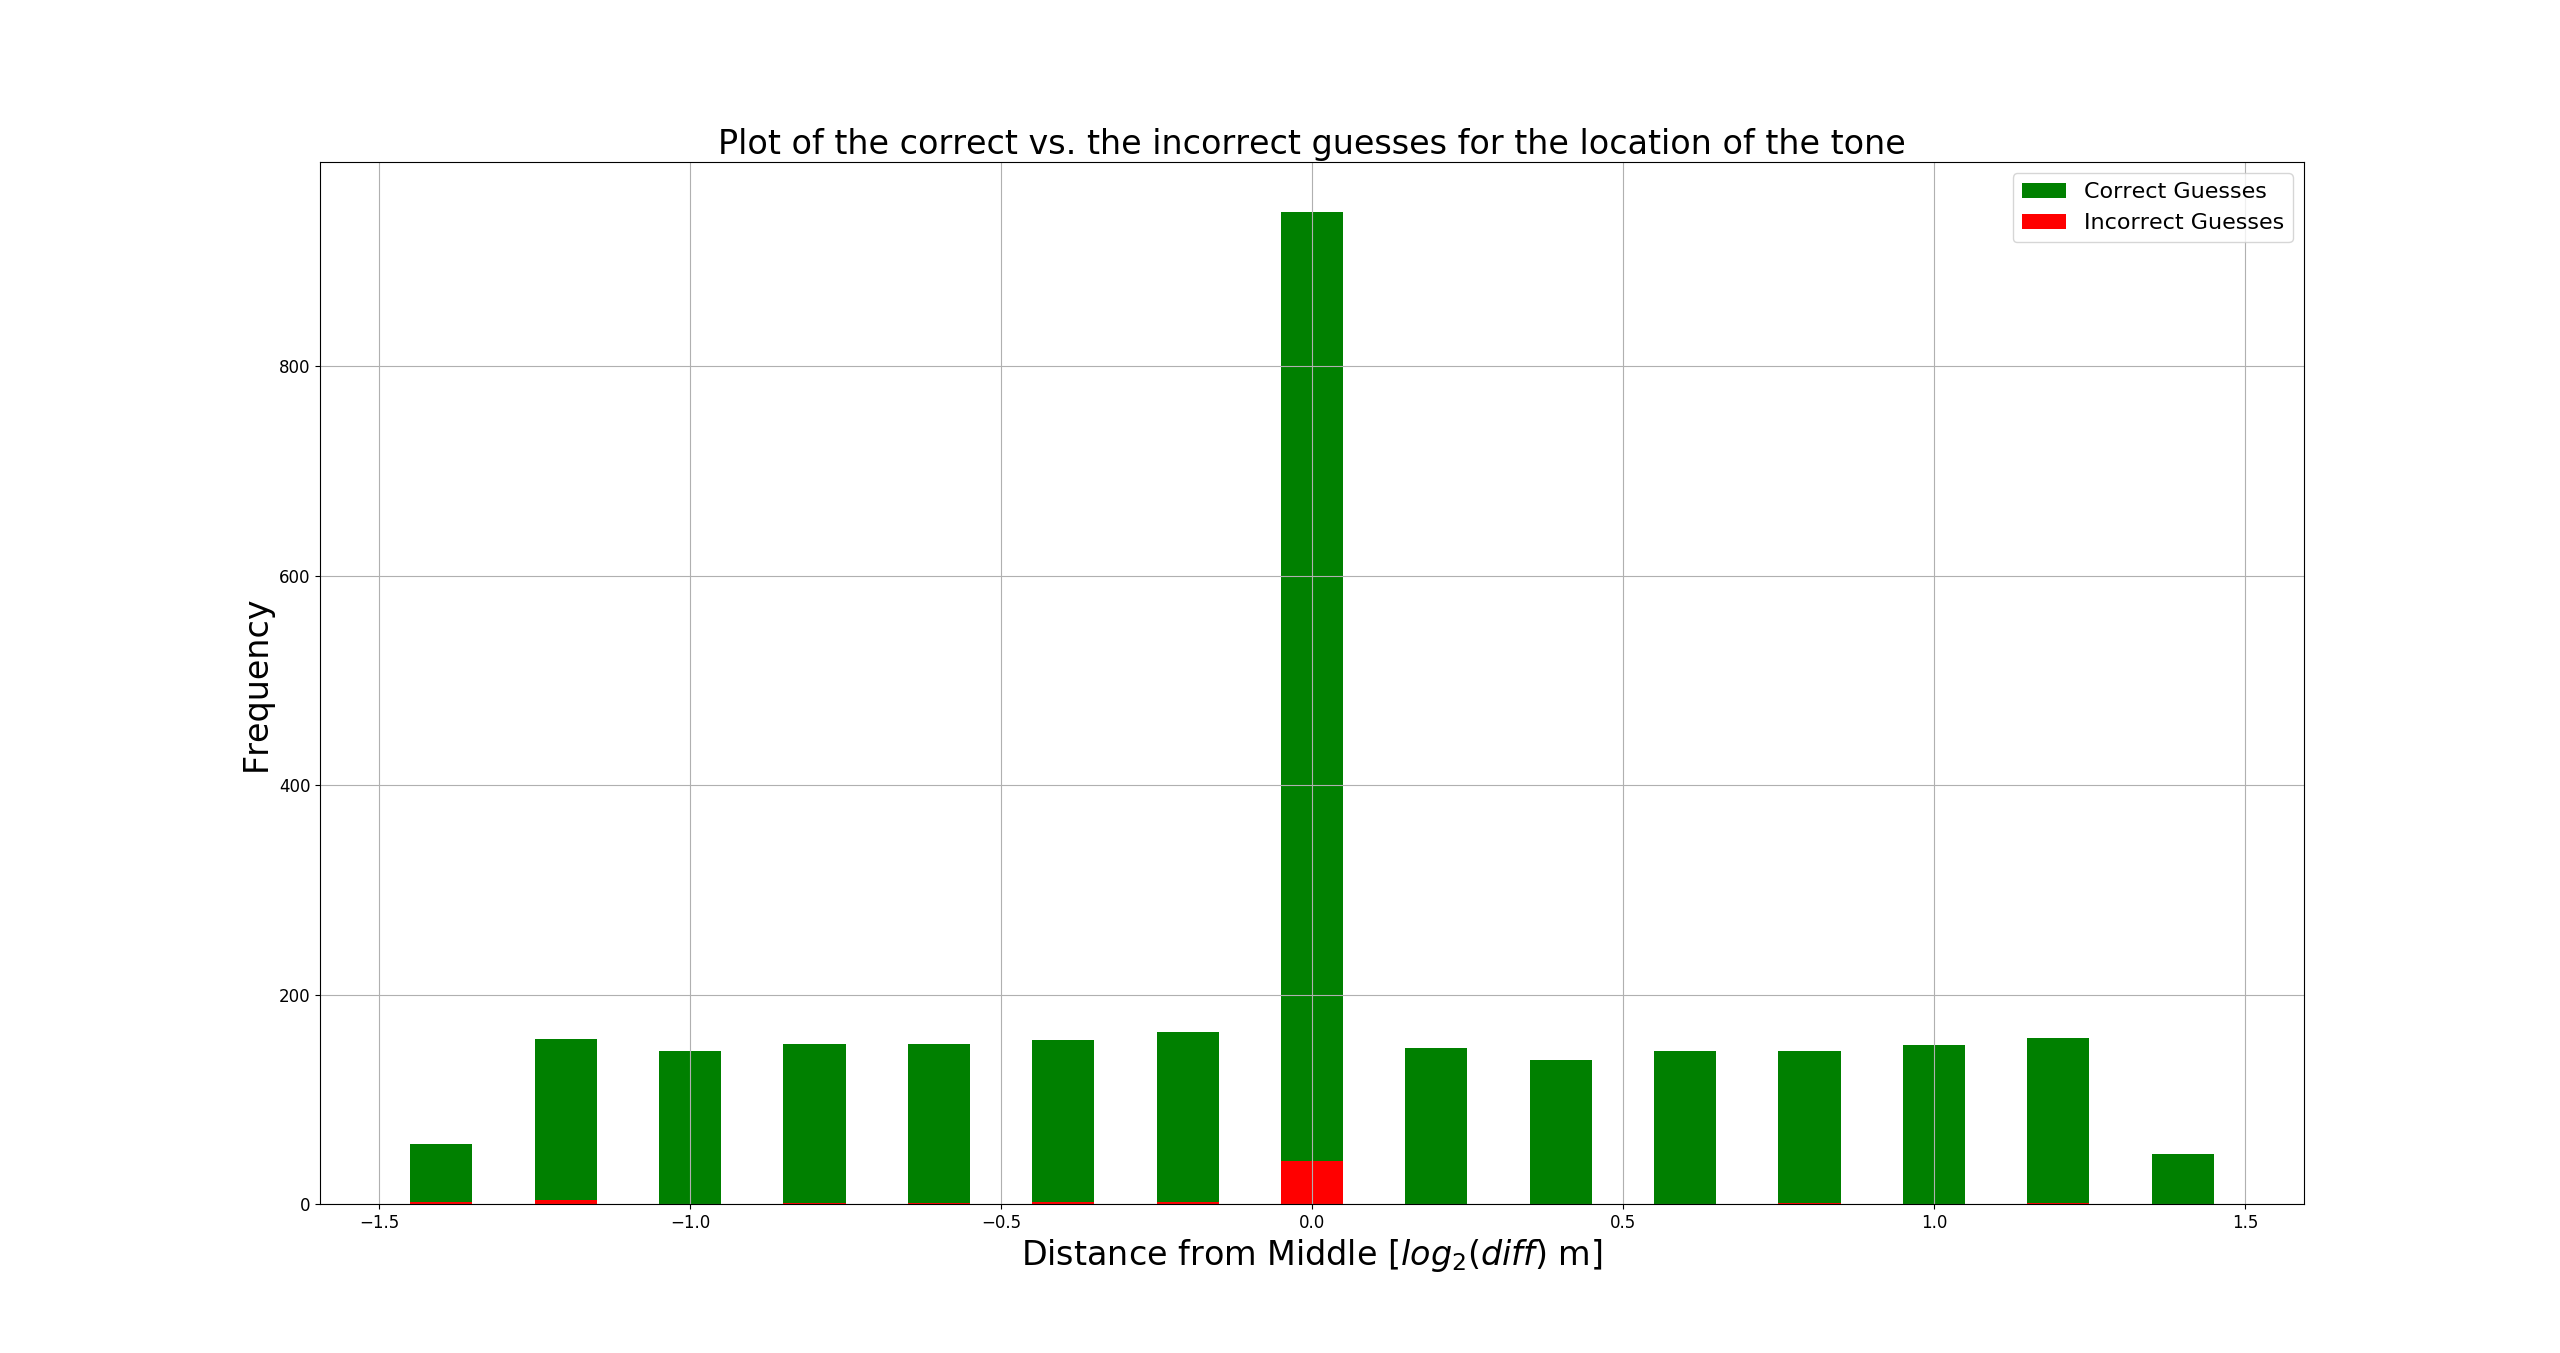 Plot of the correct vs. the incorrect guesses for the location of the tone
Correct Guesses
Incorrect Guesses
Frequency
800
600
400
200
0
−1.5 −1.0 −0.5 0.0 0.5 1.0 1.5
Distance from Middle [log₂(diff) m]